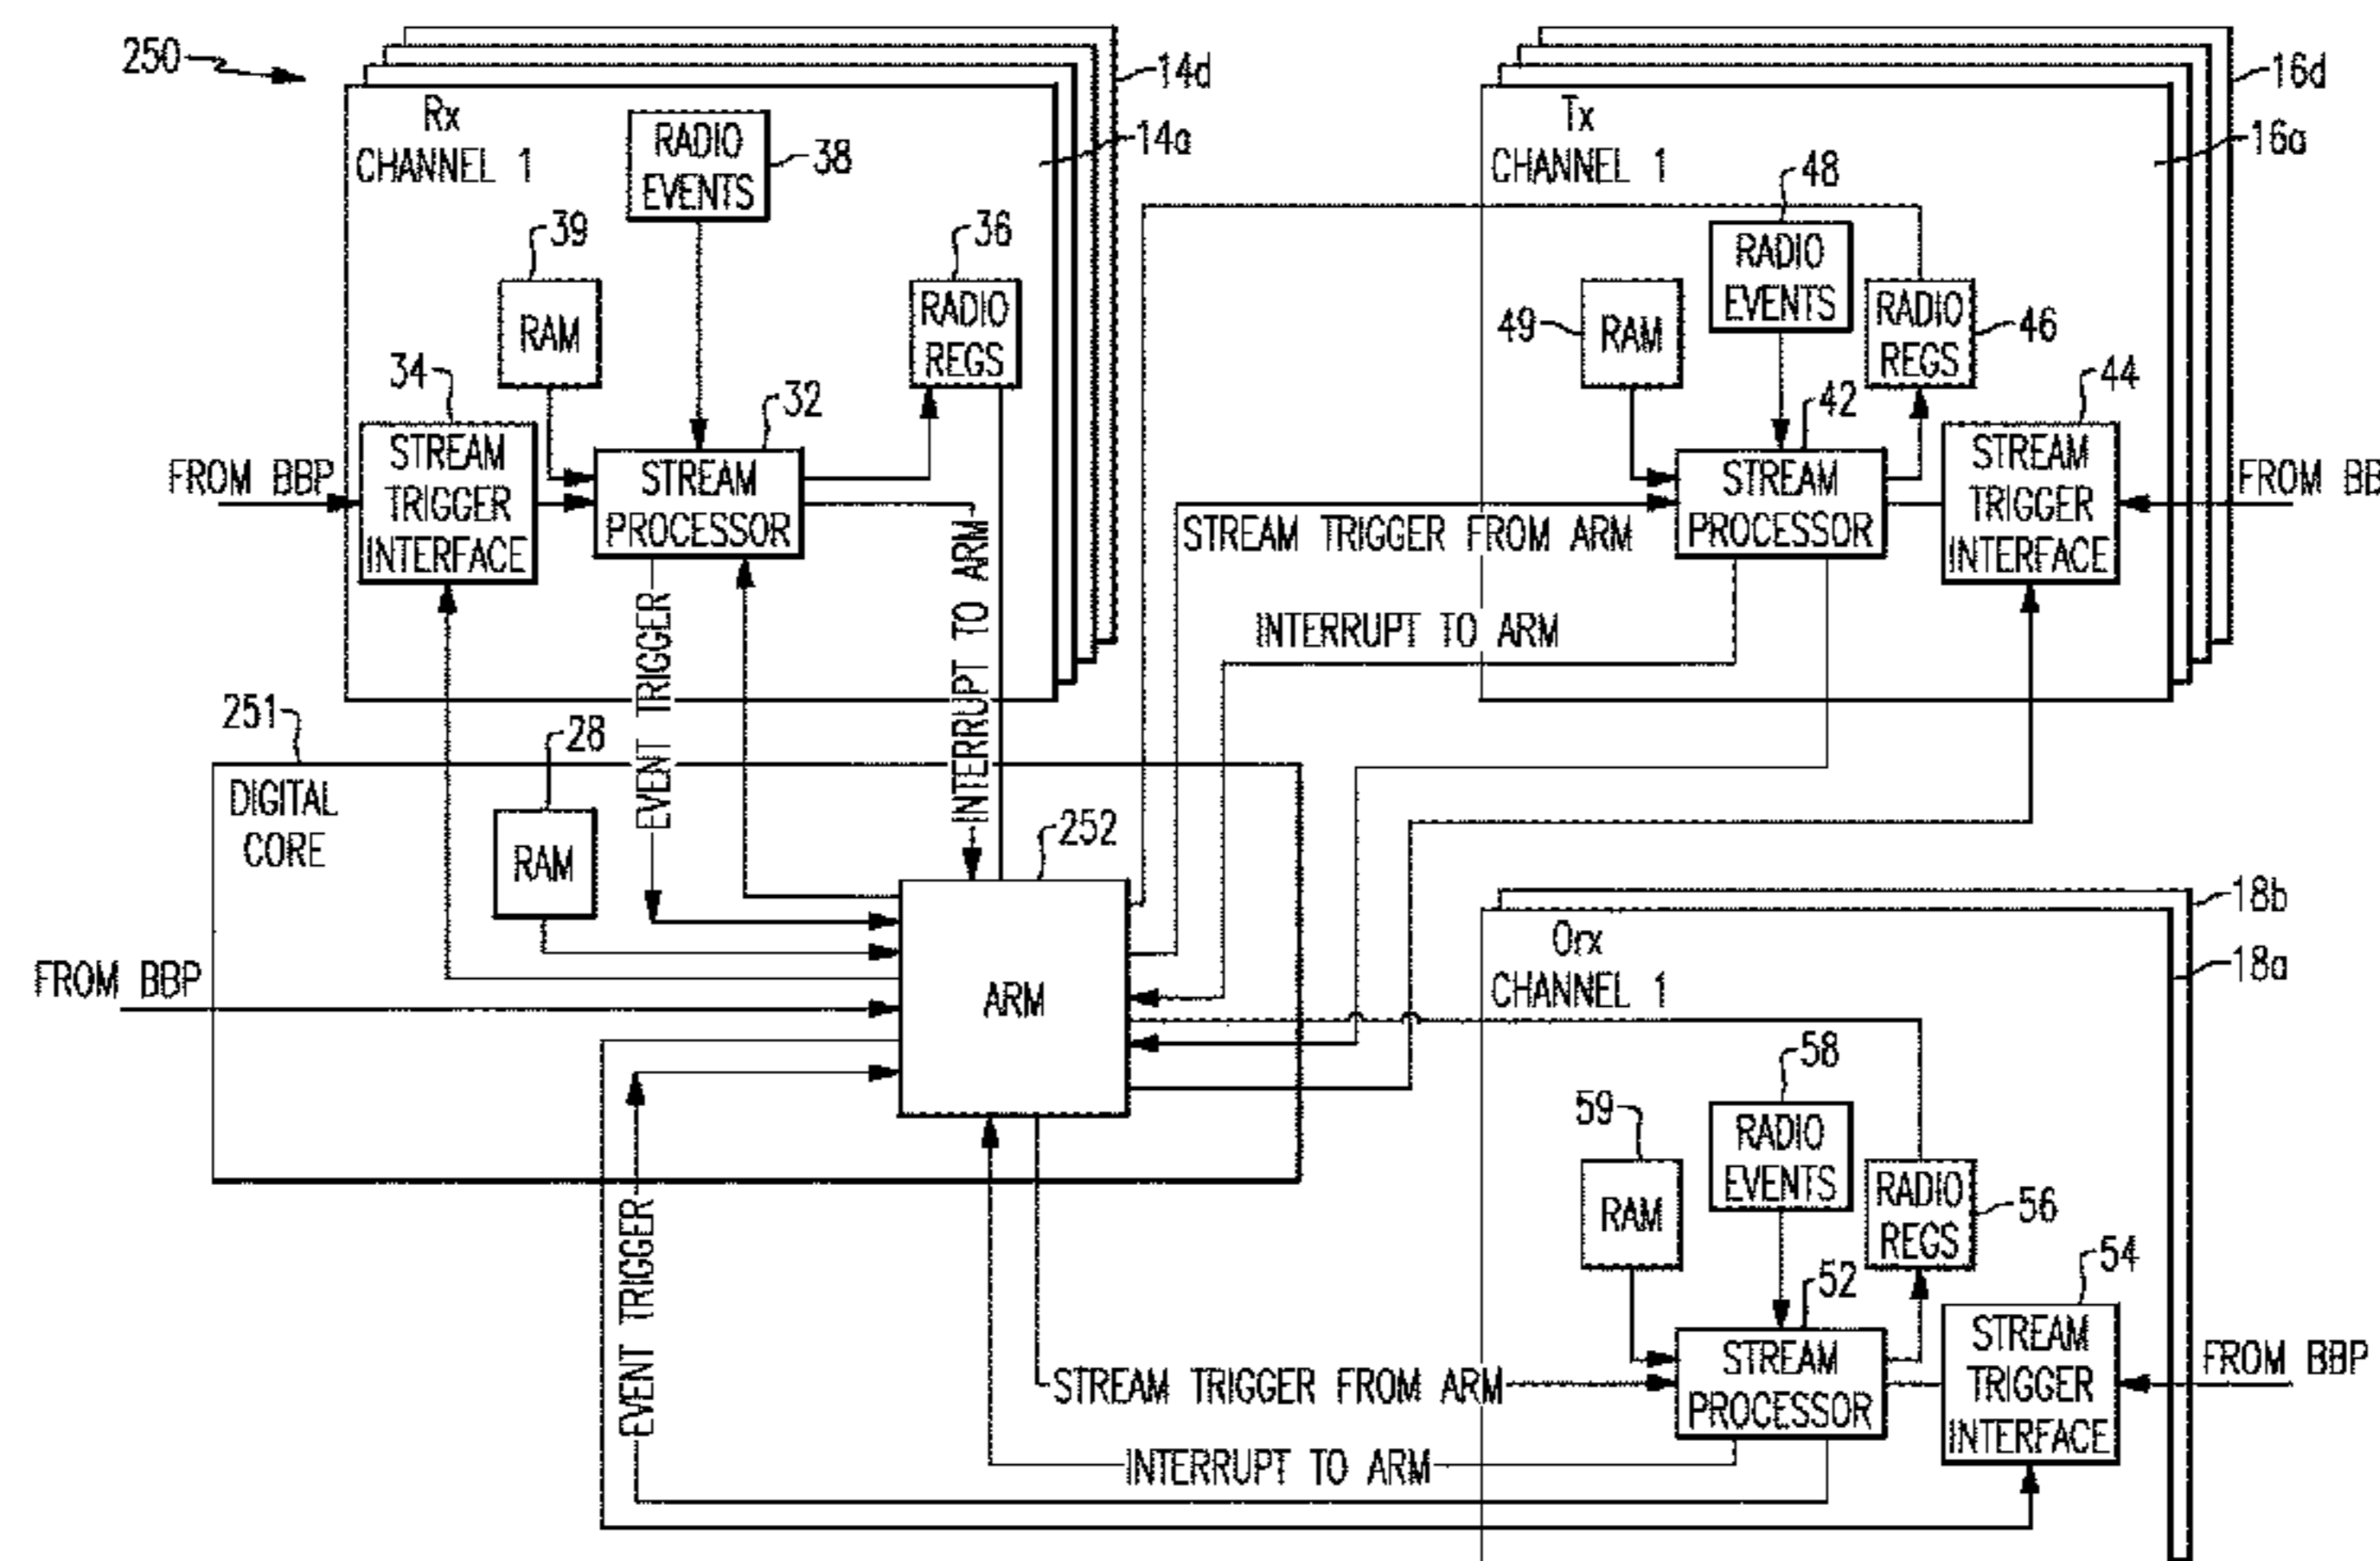 250
14d
14a
Rx
CHANNEL 1
RADIO
EVENTS
38
39
RAM
36
RADIO
REGS
34
STREAM
TRIGGER
INTERFACE
FROM BBP
32
STREAM
PROCESSOR
EVENT TRIGGER
INTERRUPT TO ARM
16d
16a
Tx
CHANNEL 1
48
RADIO
EVENTS
49
RAM
RADIO
REGS
46
42
STREAM
PROCESSOR
44
STREAM
TRIGGER
INTERFACE
FROM BB
STREAM TRIGGER FROM ARM
INTERRUPT TO ARM
251
DIGITAL
CORE
28
RAM
252
ARM
FROM BBP
EVENT TRIGGER
18b
18a
Orx
CHANNEL 1
58
RADIO
EVENTS
59
RAM
RADIO
REGS
56
52
STREAM
PROCESSOR
54
STREAM
TRIGGER
INTERFACE
FROM BBP
STREAM TRIGGER FROM ARM
INTERRUPT TO ARM